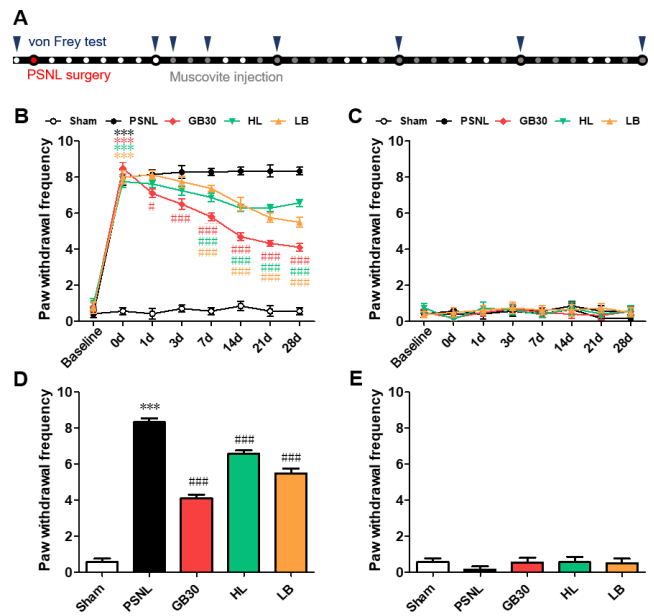 A
von Frey test
PSNL surgery
Muscovite injection
B
Sham PSNL GB30 HL LB
Paw withdrawal frequency
10
8
6
4
2
0
***
***
***
***
#
###
###
###
###
###
###
###
###
###
###
###
###
###
Baseline 0d 1d 3d 7d 14d 21d 28d
C
Sham PSNL GB30 HL LB
Paw withdrawal frequency
10
8
6
4
2
0
Baseline 0d 1d 3d 7d 14d 21d 28d
D
Paw withdrawal frequency
10
8
6
4
2
0
***
###
###
###
Sham PSNL GB30 HL LB
E
Paw withdrawal frequency
10
8
6
4
2
0
Sham PSNL GB30 HL LB